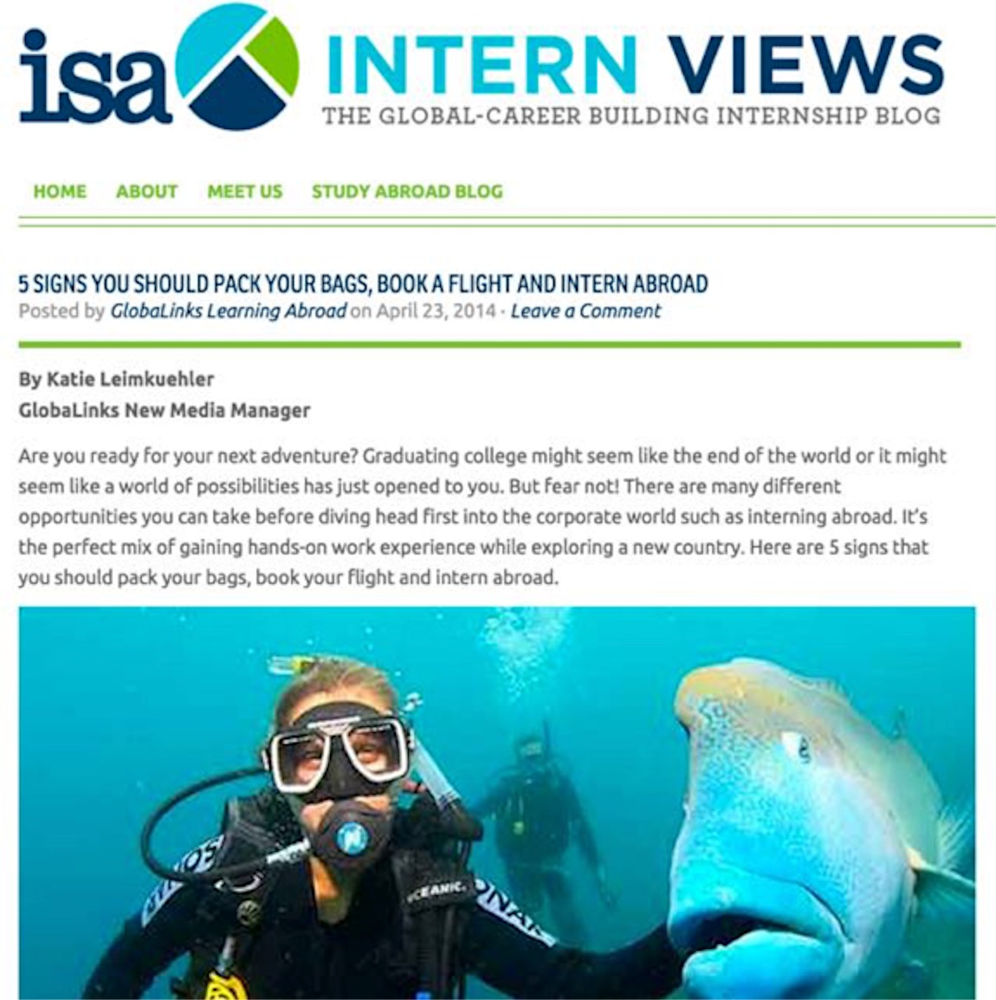 isa INTERN VIEWS
THE GLOBAL-CAREER BUILDING INTERNSHIP BLOG
HOME ABOUT MEET US STUDY ABROAD BLOG
5 SIGNS YOU SHOULD PACK YOUR BAGS, BOOK A FLIGHT AND INTERN ABROAD
Posted by GlobaLinks Learning Abroad on April 23, 2014 · Leave a Comment
By Katie Leimkuehler
GlobaLinks New Media Manager
Are you ready for your next adventure? Graduating college might seem like the end of the world or it might
seem like a world of possibilities has just opened to you. But fear not! There are many different
opportunities you can take before diving head first into the corporate world such as interning abroad. It's
the perfect mix of gaining hands-on work experience while exploring a new country. Here are 5 signs that
you should pack your bags, book your flight and intern abroad.
OCEANIC